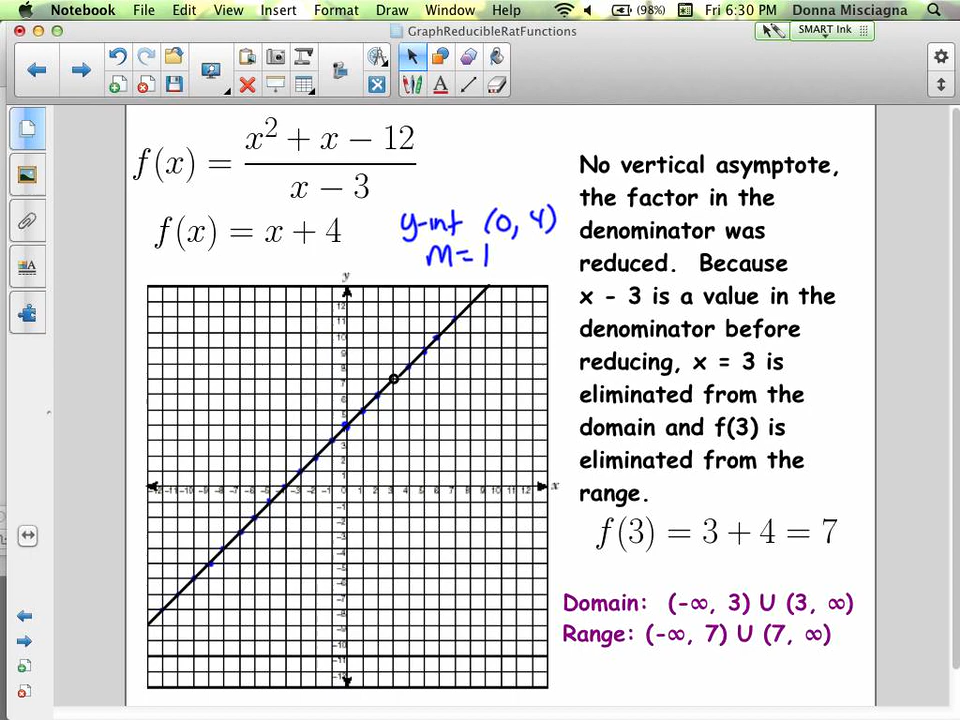 Notebook File Edit View Insert Format Draw Window Help (98%) Fri 6:30 PM Donna Misciagna
GraphReducibleRatFunctions
SMART Ink
f(x) = (x² + x − 12)/(x − 3)
f(x) = x + 4
y-int (0, 4)
m = 1
No vertical asymptote,
the factor in the
denominator was
reduced. Because
x - 3 is a value in the
denominator before
reducing, x = 3 is
eliminated from the
domain and f(3) is
eliminated from the
range.
f(3) = 3 + 4 = 7
Domain: (-∞, 3) U (3, ∞)
Range: (-∞, 7) U (7, ∞)
y
x